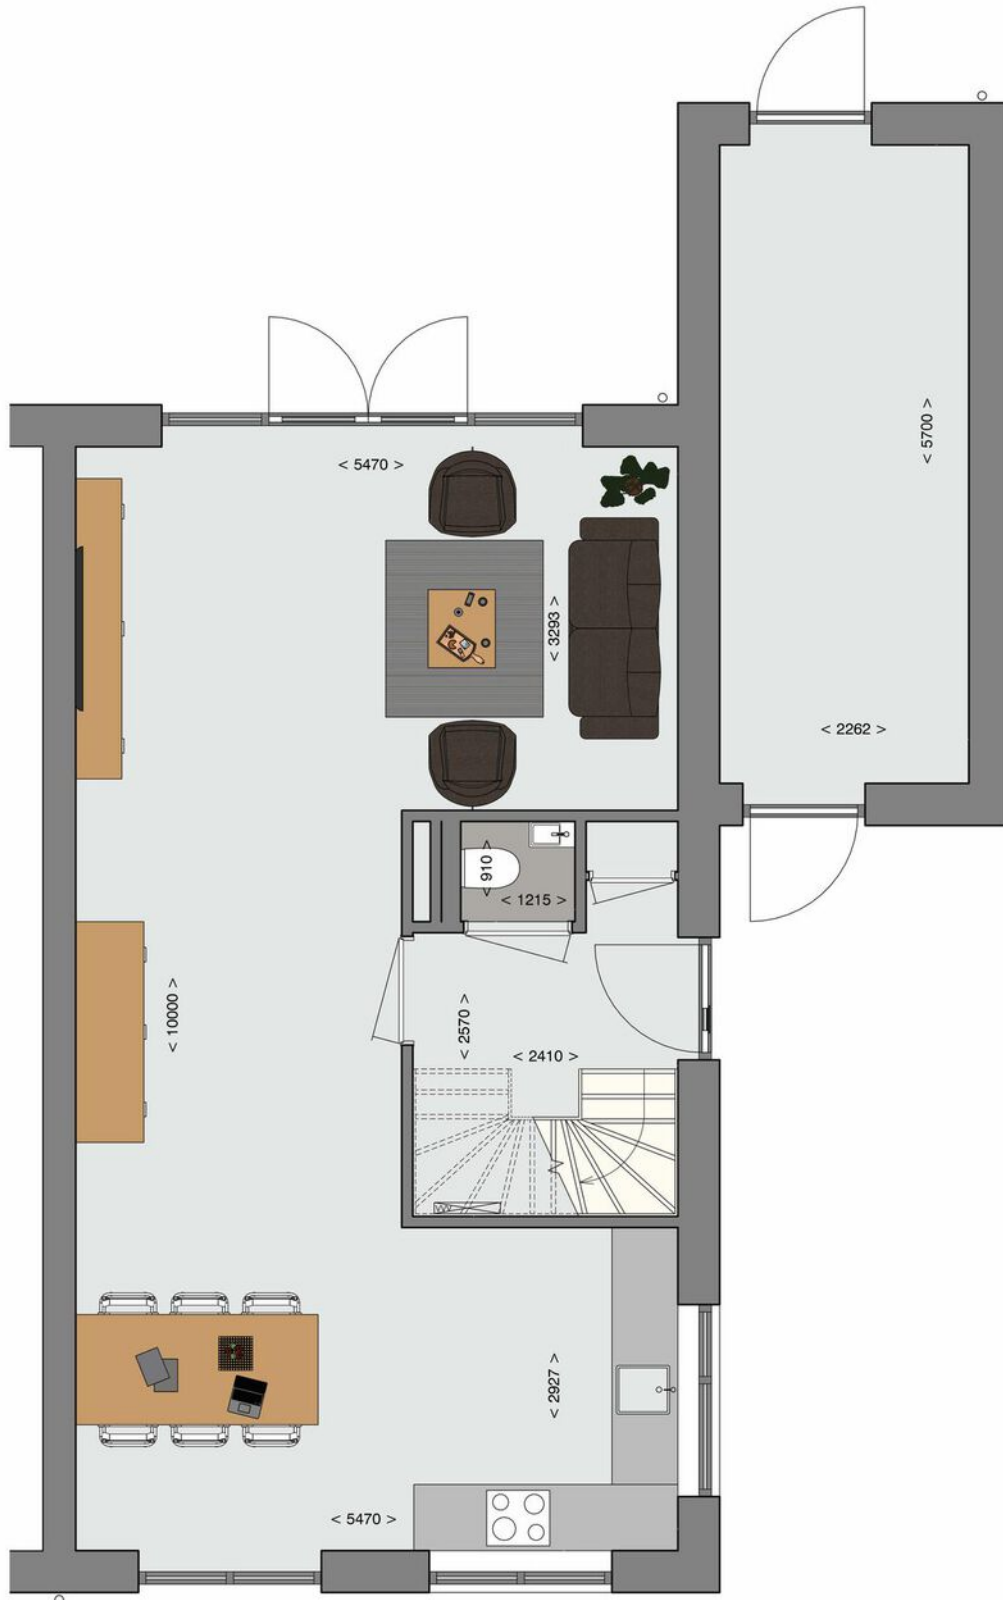 < 5700 >
< 5470 >
< 3293 >
< 2262 >
< 910 >
< 1215 >
< 10000 >
< 2570 >
< 2410 >
< 2927 >
< 5470 >